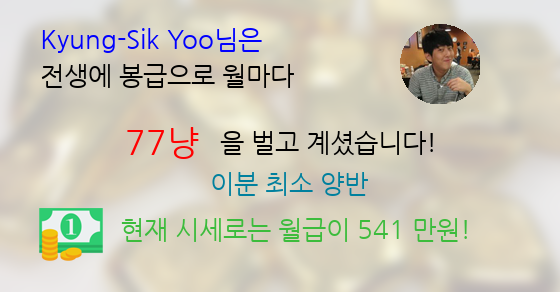 Kyung-Sik Yoo님은
전생에 봉급으로 월마다
77냥 을 벌고 계셨습니다!
이분 최소 양반
1 현재 시세로는 월급이 541 만원!